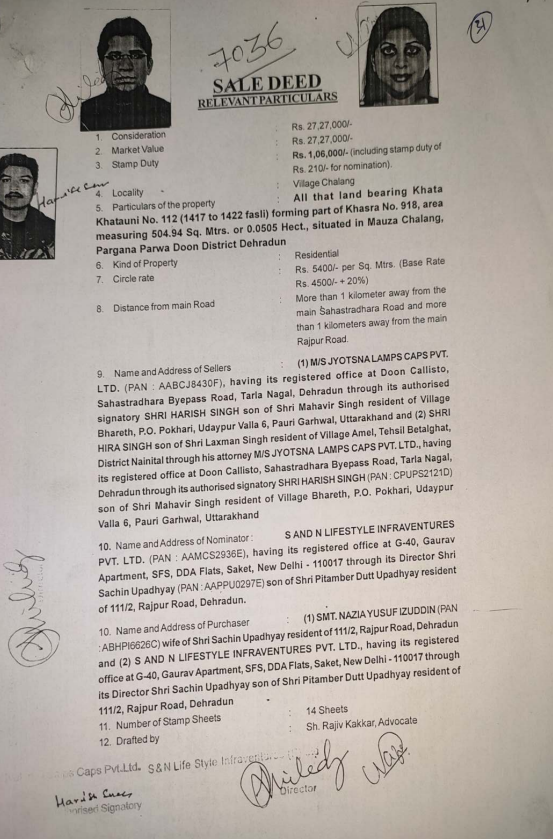 31
7036
SALE DEED
RELEVANT PARTICULARS
1. Consideration : Rs. 27,27,000/-
2. Market Value : Rs. 27,27,000/-
3. Stamp Duty : Rs. 1,06,000/- (including stamp duty of
Rs. 210/- for nomination).
4. Locality : Village Chalang
5. Particulars of the property : All that land bearing Khata
Khatauni No. 112 (1417 to 1422 fasli) forming part of Khasra No. 918, area
measuring 504.94 Sq. Mtrs. or 0.0505 Hect., situated in Mauza Chalang,
Pargana Parwa Doon District Dehradun
6. Kind of Property : Residential
7. Circle rate : Rs. 5400/- per Sq. Mtrs. (Base Rate
Rs. 4500/- + 20%)
8. Distance from main Road : More than 1 kilometer away from the
main Sahastradhara Road and more
than 1 kilometers away from the main
Rajpur Road.
9. Name and Address of Sellers : (1) M/S JYOTSNA LAMPS CAPS PVT.
LTD. (PAN : AABCJ8430F), having its registered office at Doon Callisto,
Sahastradhara Byepass Road, Tarla Nagal, Dehradun through its authorised
signatory SHRI HARISH SINGH son of Shri Mahavir Singh resident of Village
Bhareth, P.O. Pokhari, Udaypur Valla 6, Pauri Garhwal, Uttarakhand and (2) SHRI
HIRA SINGH son of Shri Laxman Singh resident of Village Amel, Tehsil Betalghat,
District Nainital through his attorney M/S JYOTSNA LAMPS CAPS PVT. LTD., having
its registered office at Doon Callisto, Sahastradhara Byepass Road, Tarla Nagal,
Dehradun through its authorised signatory SHRI HARISH SINGH (PAN : CPUPS2121D)
son of Shri Mahavir Singh resident of Village Bhareth, P.O. Pokhari, Udaypur
Valla 6, Pauri Garhwal, Uttarakhand
10. Name and Address of Nominator : S AND N LIFESTYLE INFRAVENTURES
PVT. LTD. (PAN : AAMCS2936E), having its registered office at G-40, Gaurav
Apartment, SFS, DDA Flats, Saket, New Delhi - 110017 through its Director Shri
Sachin Upadhyay (PAN : AAPPU0297E) son of Shri Pitamber Dutt Upadhyay resident
of 111/2, Rajpur Road, Dehradun.
10. Name and Address of Purchaser : (1) SMT. NAZIA YUSUF IZUDDIN (PAN
:ABHPI6626C) wife of Shri Sachin Upadhyay resident of 111/2, Rajpur Road, Dehradun
and (2) S AND N LIFESTYLE INFRAVENTURES PVT. LTD., having its registered
office at G-40, Gaurav Apartment, SFS, DDA Flats, Saket, New Delhi - 110017 through
its Director Shri Sachin Upadhyay son of Shri Pitamber Dutt Upadhyay resident of
111/2, Rajpur Road, Dehradun
11. Number of Stamp Sheets : 14 Sheets
12. Drafted by : Sh. Rajiv Kakkar, Advocate
Caps Pvt.Ltd. S&N Life Style
Director
Signatory